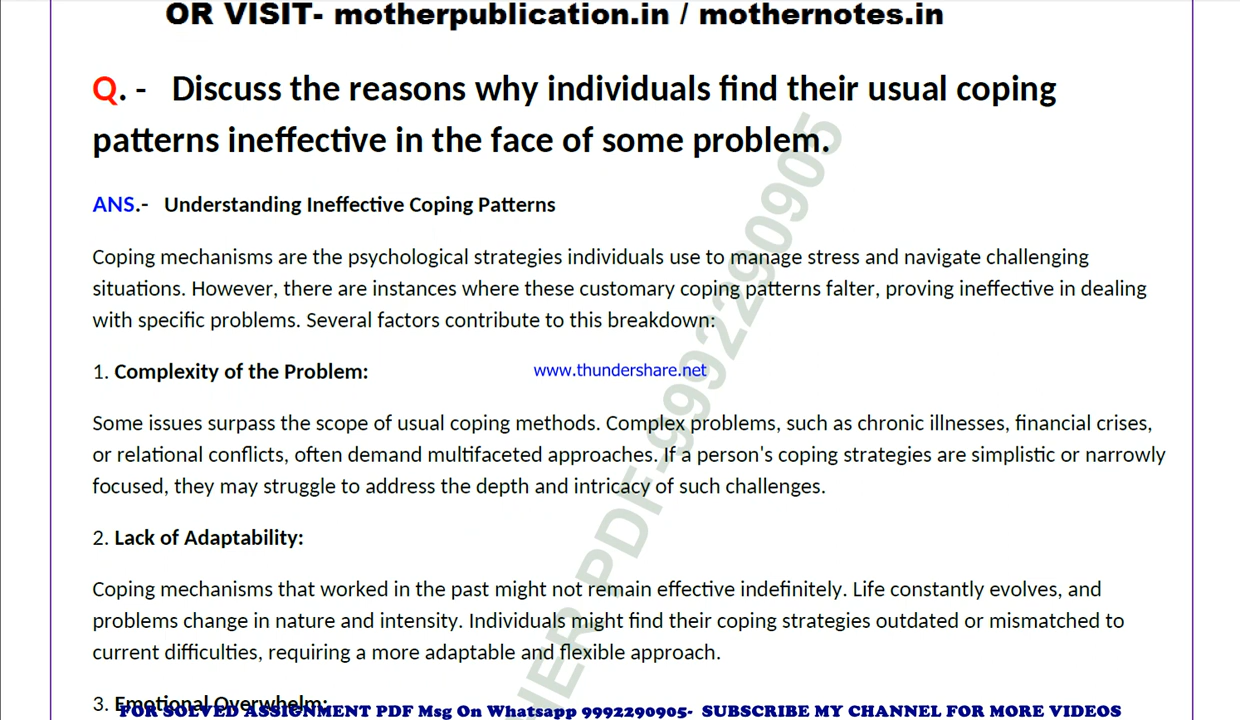 OR VISIT- motherpublication.in / mothernotes.in
Q. - Discuss the reasons why individuals find their usual coping
patterns ineffective in the face of some problem.
ANS.- Understanding Ineffective Coping Patterns
Coping mechanisms are the psychological strategies individuals use to manage stress and navigate challenging
situations. However, there are instances where these customary coping patterns falter, proving ineffective in dealing
with specific problems. Several factors contribute to this breakdown:
1. Complexity of the Problem:
www.thundershare.net
Some issues surpass the scope of usual coping methods. Complex problems, such as chronic illnesses, financial crises,
or relational conflicts, often demand multifaceted approaches. If a person's coping strategies are simplistic or narrowly
focused, they may struggle to address the depth and intricacy of such challenges.
2. Lack of Adaptability:
Coping mechanisms that worked in the past might not remain effective indefinitely. Life constantly evolves, and
problems change in nature and intensity. Individuals might find their coping strategies outdated or mismatched to
current difficulties, requiring a more adaptable and flexible approach.
3. Emotional Overwhelm:
FOR SOLVED ASSIGNMENT PDF Msg On Whatsapp 9992290905- SUBSCRIBE MY CHANNEL FOR MORE VIDEOS
PDF-9992290905